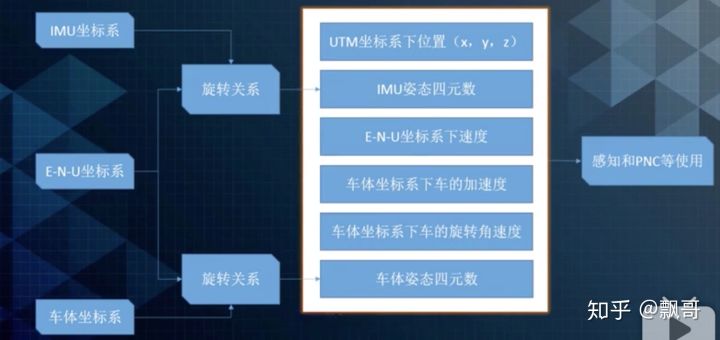 IMU坐标系
旋转关系
E-N-U坐标系
旋转关系
车体坐标系
UTM坐标系下位置（x，y，z）
IMU姿态四元数
E-N-U坐标系下速度
车体坐标系下车的加速度
车体坐标系下车的旋转角速度
车体姿态四元数
感知和PNC等使用
知乎 @飘哥